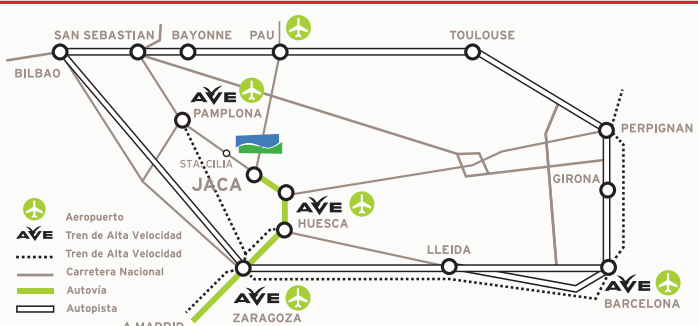 SAN SEBASTIAN BAYONNE PAU TOULOUSE
BILBAO
AVE
PAMPLONA
PERPIGNAN
STA. CILIA
JACA
GIRONA
AVE
HUESCA
LLEIDA
AVE
BARCELONA
AVE
ZARAGOZA
A MADRID
Aeropuerto
AVE Tren de Alta Velocidad
Tren de Alta Velocidad
Carretera Nacional
Autovía
Autopista